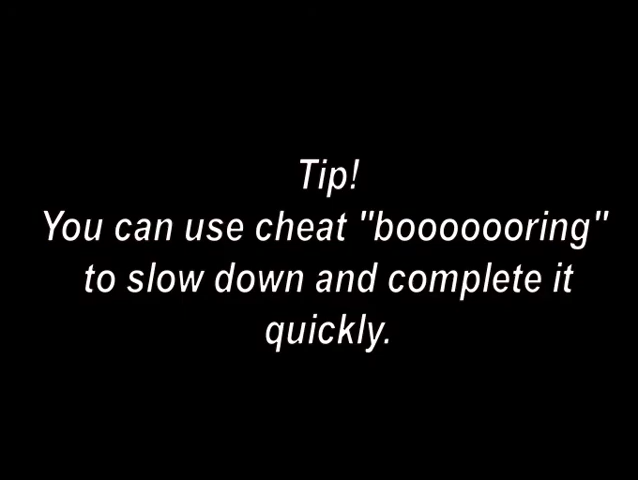 Tip!
You can use cheat "booooooring"
to slow down and complete it
quickly.